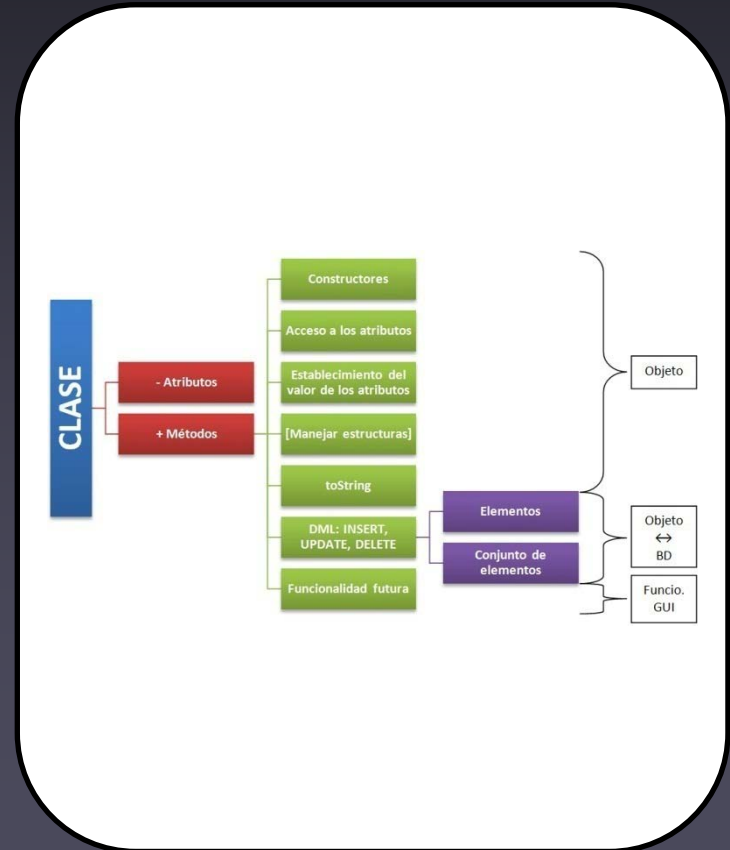 CLASE
- Atributos
+ Métodos
Constructores
Acceso a los atributos
Establecimiento del
valor de los atributos
[Manejar estructuras]
toString
DML: INSERT,
UPDATE, DELETE
Funcionalidad futura
Elementos
Conjunto de
elementos
Objeto
Objeto
↔
BD
Funcio.
GUI